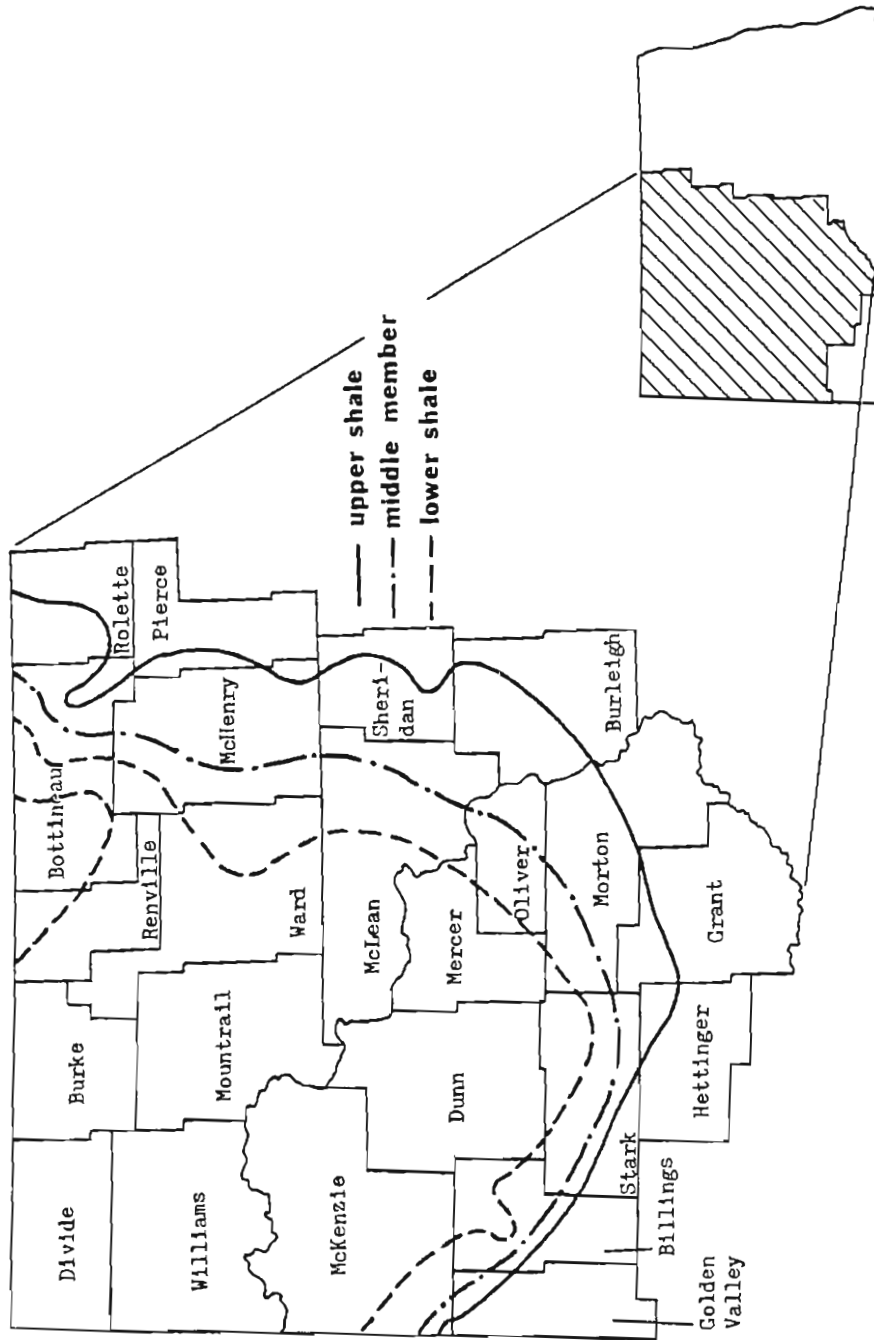 Divide
Burke
Renville
Bottineau
Rolette
Pierce
McHenry
Ward
Mountrail
Williams
McKenzie
Dunn
McLean
Mercer
Oliver
Sheri-
dan
Burleigh
Morton
Grant
Hettinger
Stark
Billings
Golden
Valley
upper shale
middle member
lower shale